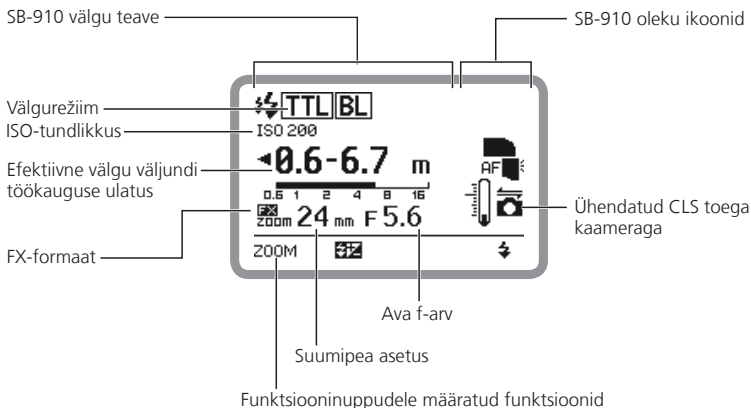 SB-910 välgu teave
SB-910 oleku ikoonid
Välgurežiim
TTL BL
ISO-tundlikkus
ISO 200
Efektiivne välgu väljundi
töökauguse ulatus
0.6-6.7 m
AF
0.6 1 2 4 8 16
FX
zoom 24 mm F 5.6
Ühendatud CLS toega
kaameraga
FX-formaat
ZOOM
Ava f-arv
Suumipea asetus
Funktsiooninuppudele määratud funktsioonid